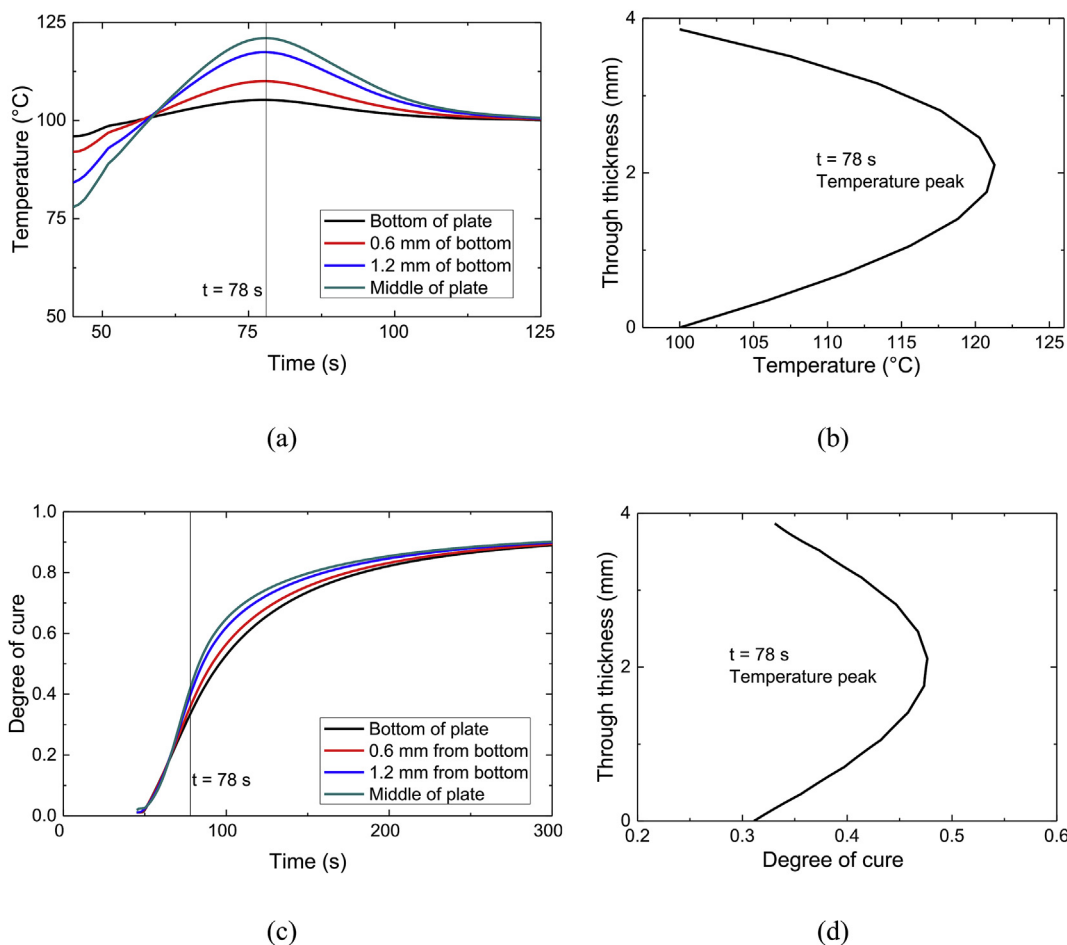 125
100
75
50
Temperature (°C)
Bottom of plate
0.6 mm of bottom
1.2 mm of bottom
Middle of plate
t = 78 s
50
75
100
125
Time (s)
(a)
4
2
0
Through thickness (mm)
t = 78 s
Temperature peak
100
105
110
115
120
125
Temperature (°C)
(b)
1.0
0.8
0.6
0.4
0.2
0.0
Degree of cure
Bottom of plate
0.6 mm from bottom
1.2 mm from bottom
Middle of plate
t = 78 s
0
100
200
300
Time (s)
(c)
4
2
0
Through thickness (mm)
t = 78 s
Temperature peak
0.2
0.3
0.4
0.5
0.6
Degree of cure
(d)